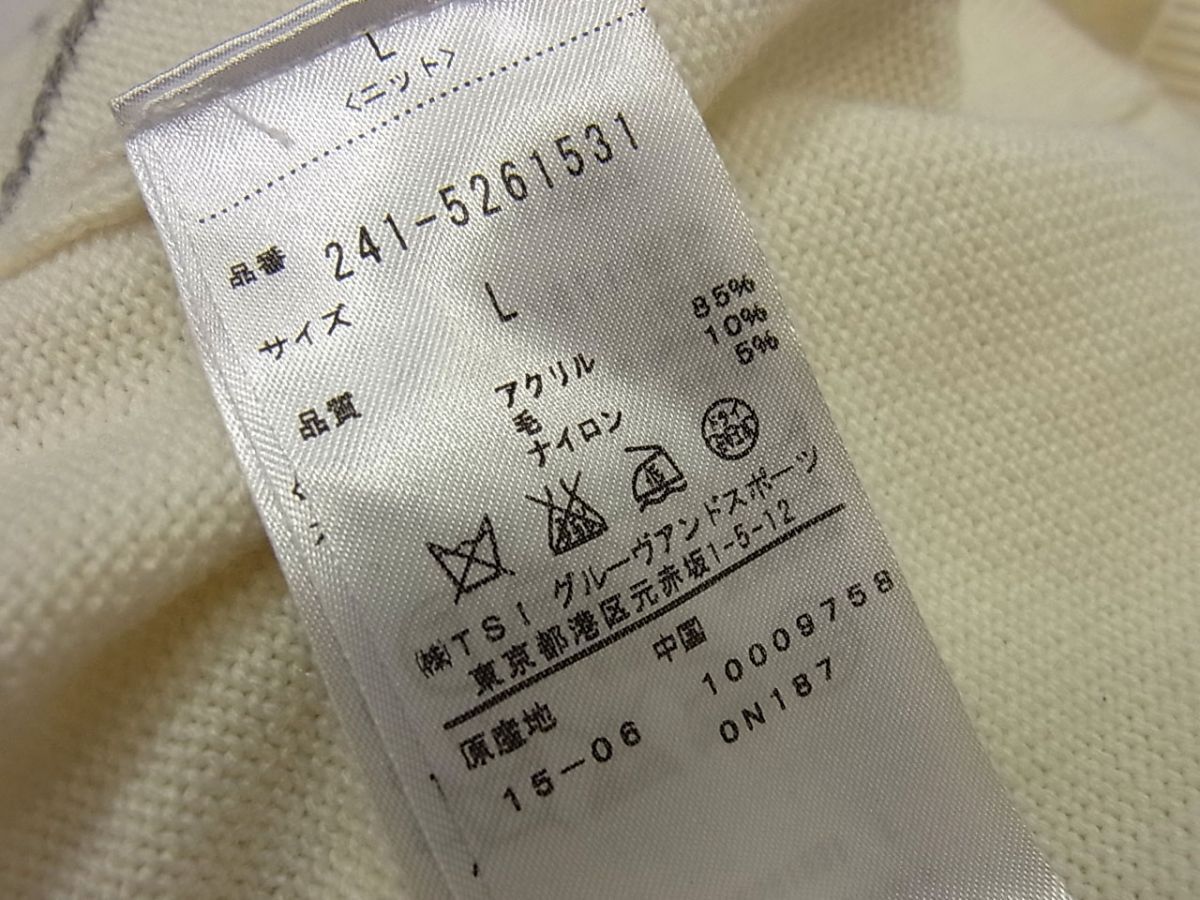 L
<ニット>
品番 241-5261531
サイズ L
品質 アクリル 85%
毛 10%
ナイロン 5%
ドライ
㈱TSI グルーヴアンドスポーツ
東京都港区元赤坂1-5-12
原産地 中国
15-06 10009758
0N187